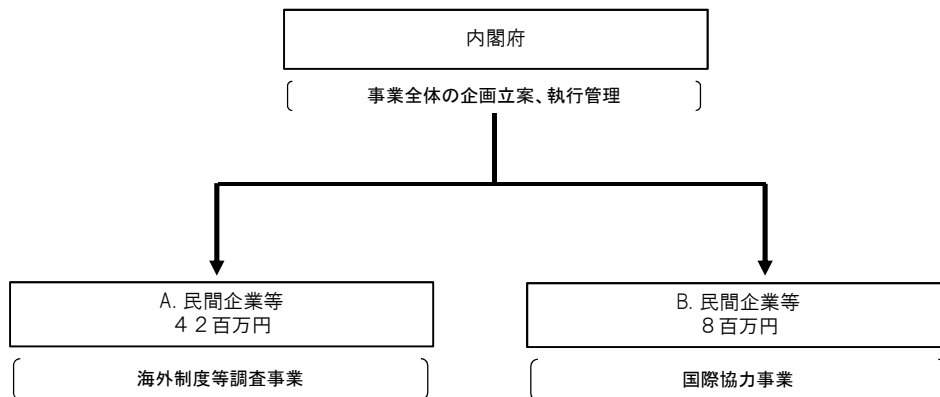 内閣府
事業全体の企画立案、執行管理
A. 民間企業等
４２百万円
B. 民間企業等
８百万円
海外制度等調査事業
国際協力事業